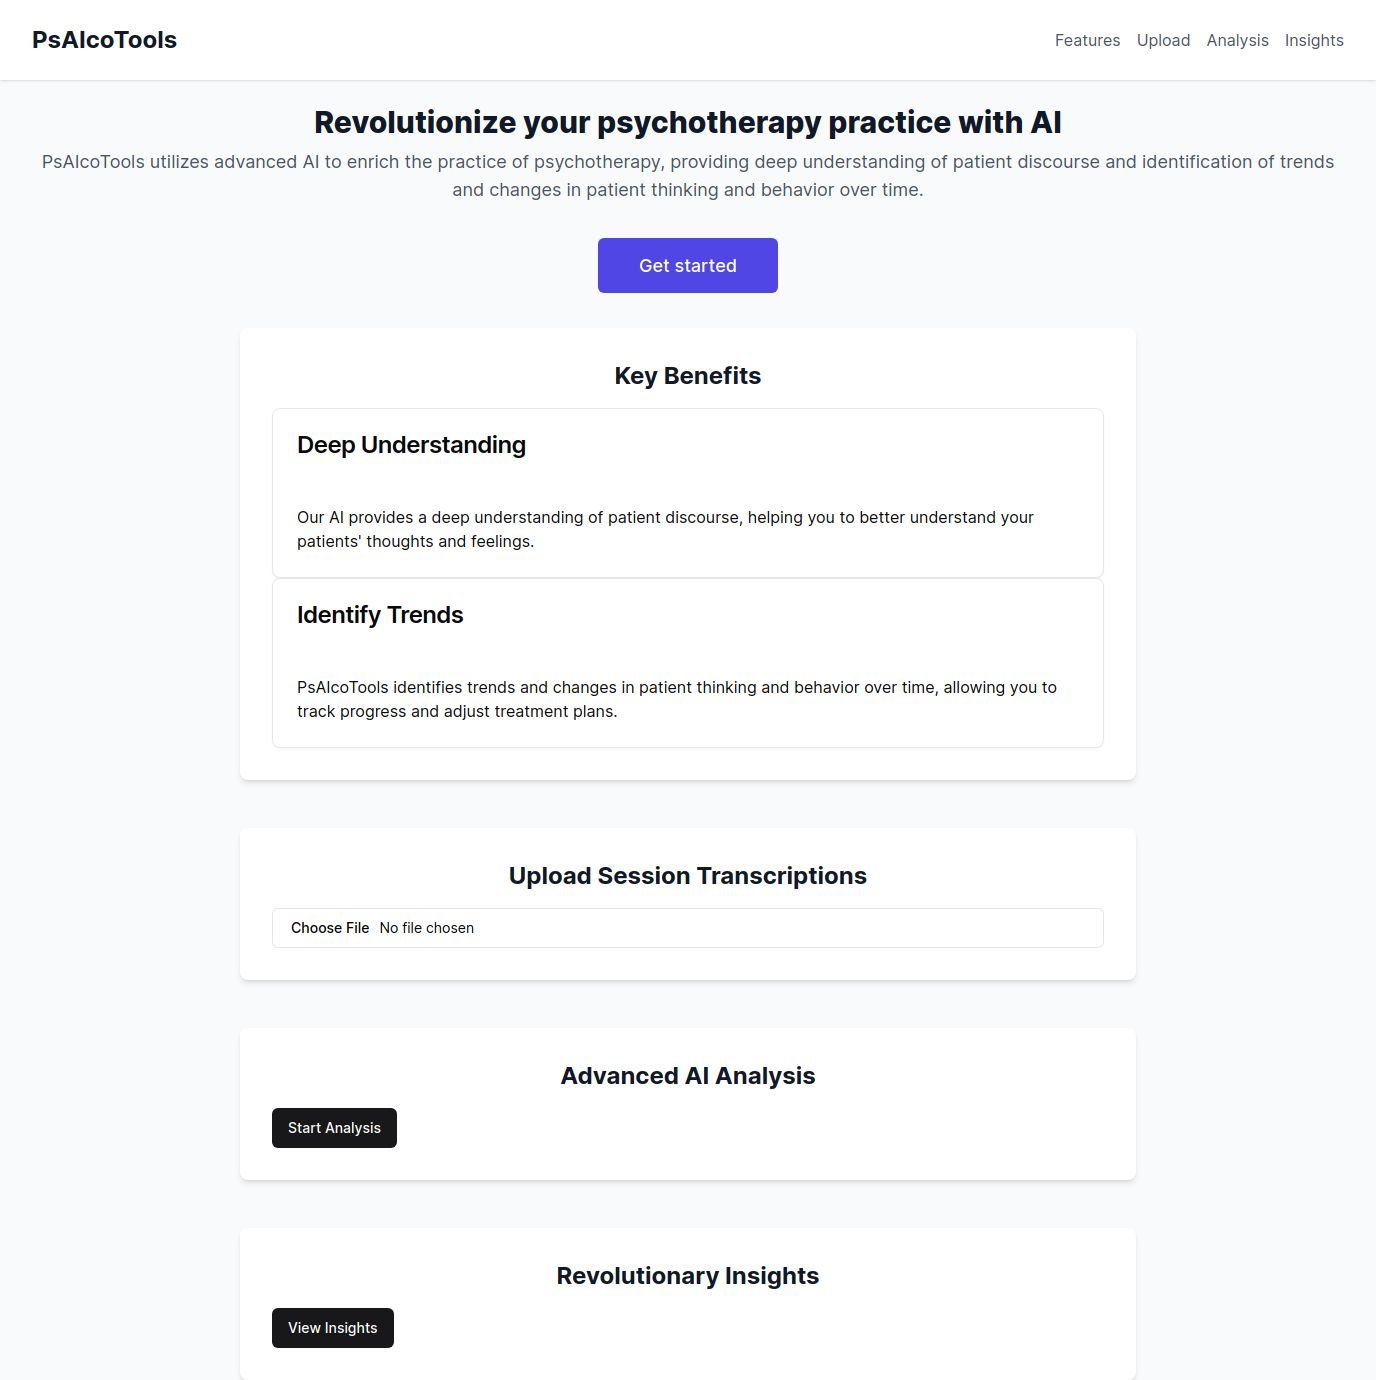 PsAIcoTools
Features Upload Analysis Insights
Revolutionize your psychotherapy practice with AI
PsAIcoTools utilizes advanced AI to enrich the practice of psychotherapy, providing deep understanding of patient discourse and identification of trends
and changes in patient thinking and behavior over time.
Get started
Key Benefits
Deep Understanding
Our AI provides a deep understanding of patient discourse, helping you to better understand your
patients' thoughts and feelings.
Identify Trends
PsAIcoTools identifies trends and changes in patient thinking and behavior over time, allowing you to
track progress and adjust treatment plans.
Upload Session Transcriptions
Choose File No file chosen
Advanced AI Analysis
Start Analysis
Revolutionary Insights
View Insights